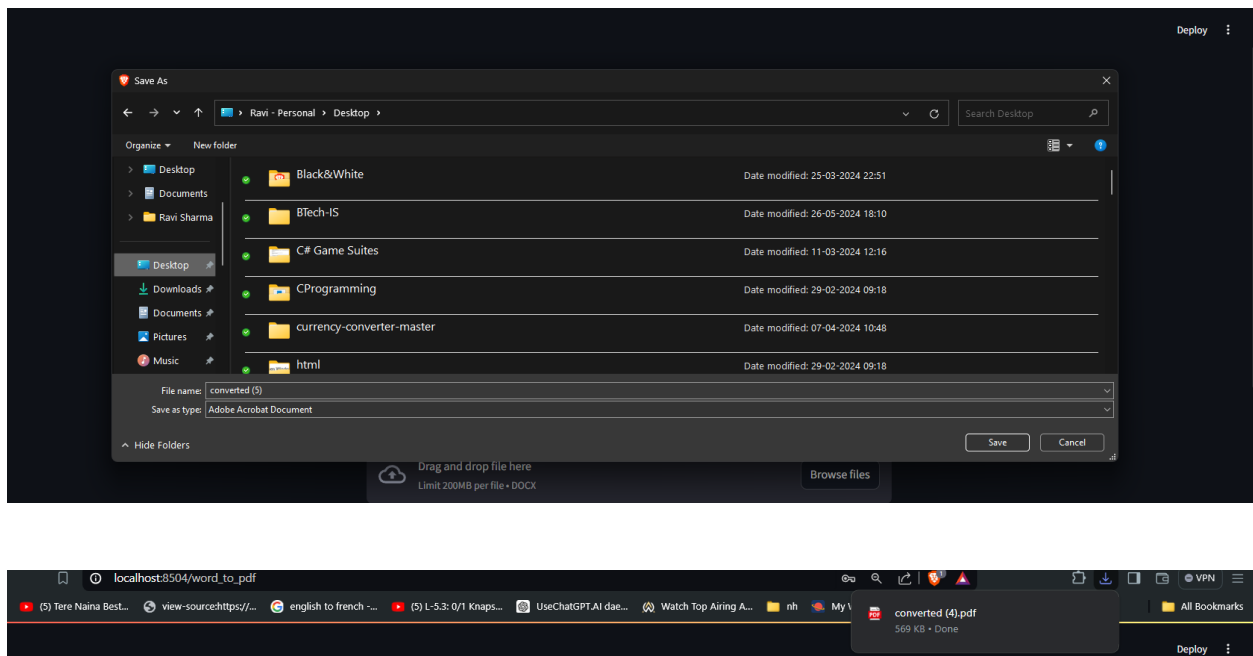 Deploy
Save As
Ravi - Personal > Desktop >
Search Desktop
Organize
New folder
Desktop
Documents
Ravi Sharma
Desktop
Downloads
Documents
Pictures
Music
Black&White
Date modified: 25-03-2024 22:51
BTech-IS
Date modified: 26-05-2024 18:10
C# Game Suites
Date modified: 11-03-2024 12:16
CProgramming
Date modified: 29-02-2024 09:18
currency-converter-master
Date modified: 07-04-2024 10:48
html
Date modified: 29-02-2024 09:18
File name: converted (5)
Save as type: Adobe Acrobat Document
Hide Folders
Save
Cancel
Drag and drop file here
Limit 200MB per file • DOCX
Browse files
localhost:8504/word_to_pdf
VPN
(5) Tere Naina Best...
view-source:https://...
english to french -...
(5) L-5.3: 0/1 Knaps...
UseChatGPT.AI dae...
Watch Top Airing A...
nh
My
All Bookmarks
PDF
converted (4).pdf
569 KB • Done
Deploy